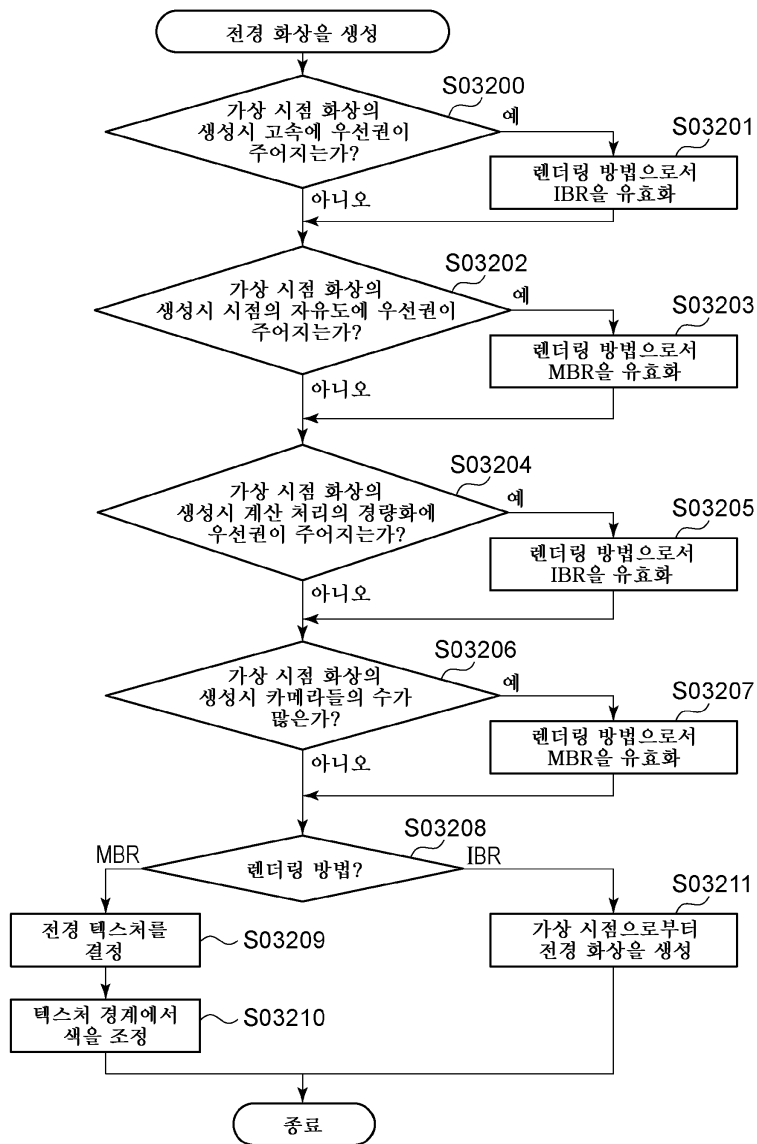 전경 화상을 생성
S03200
가상 시점 화상의
생성시 고속에 우선권이
주어지는가?
예
S03201
렌더링 방법으로서
IBR을 유효화
아니오
S03202
가상 시점 화상의
생성시 시점의 자유도에 우선권이
주어지는가?
예
S03203
렌더링 방법으로서
MBR을 유효화
아니오
S03204
가상 시점 화상의
생성시 계산 처리의 경량화에
우선권이 주어지는가?
예
S03205
렌더링 방법으로서
IBR을 유효화
아니오
S03206
가상 시점 화상의
생성시 카메라들의 수가
많은가?
예
S03207
렌더링 방법으로서
MBR을 유효화
아니오
S03208
렌더링 방법?
MBR
IBR
전경 텍스처를
결정
S03209
텍스처 경계에서
색을 조정
S03210
S03211
가상 시점으로부터
전경 화상을 생성
종료